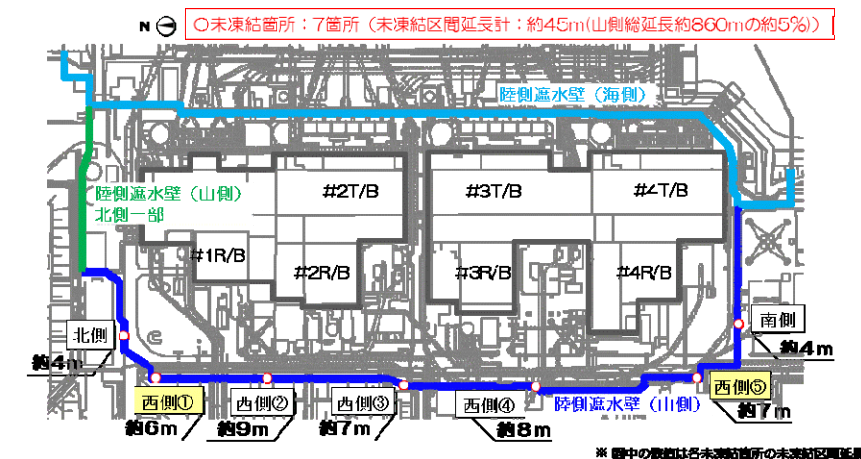 N
○未凍結箇所：7箇所（未凍結区間延長計：約45m(山側総延長約860mの約5%)）
陸側遮水壁（海側）
陸側遮水壁（山側）
北側一部
#2T/B
#3T/B
#4T/B
#1R/B
#2R/B
#3R/B
#4R/B
北側
約4m
南側
約4m
西側①
約6m
西側②
約9m
西側③
約7m
西側④
約8m
陸側遮水壁（山側）
西側⑤
約7m
※ 図中の数値は各未凍結箇所の未凍結区間延長